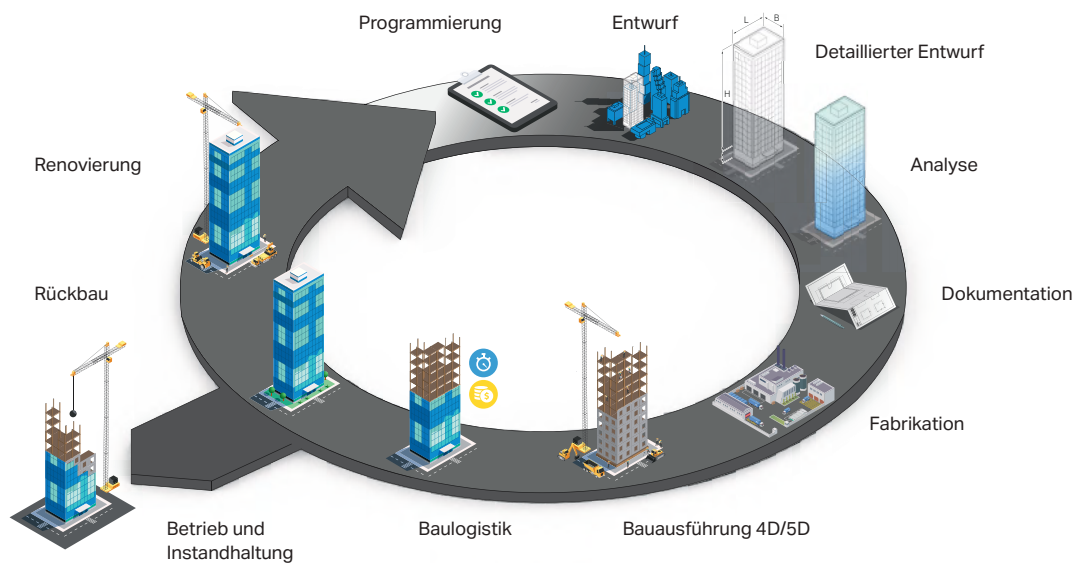 Programmierung
Entwurf
Detaillierter Entwurf
L
B
H
Analyse
Renovierung
Rückbau
Dokumentation
Fabrikation
Betrieb und
Instandhaltung
Baulogistik
Bauausführung 4D/5D